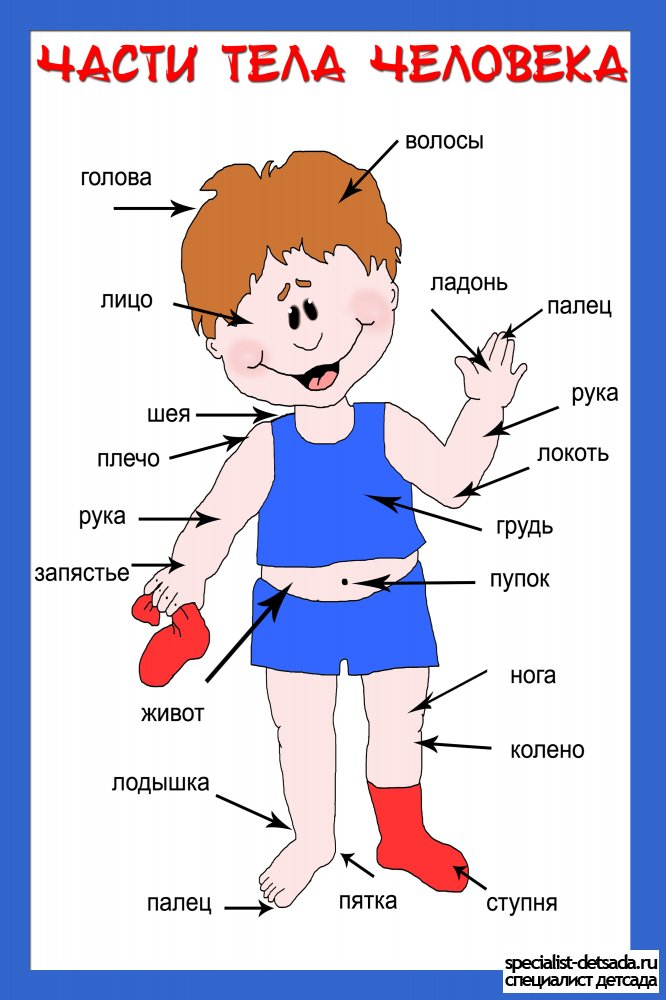 ЧАСТИ ТЕЛА ЧЕЛОВЕКА
волосы
голова
ладонь
палец
лицо
рука
шея
плечо
локоть
рука
грудь
запястье
пупок
нога
живот
колено
лодышка
палец
пятка
ступня
specialist-detsada.ru
специалист детсада